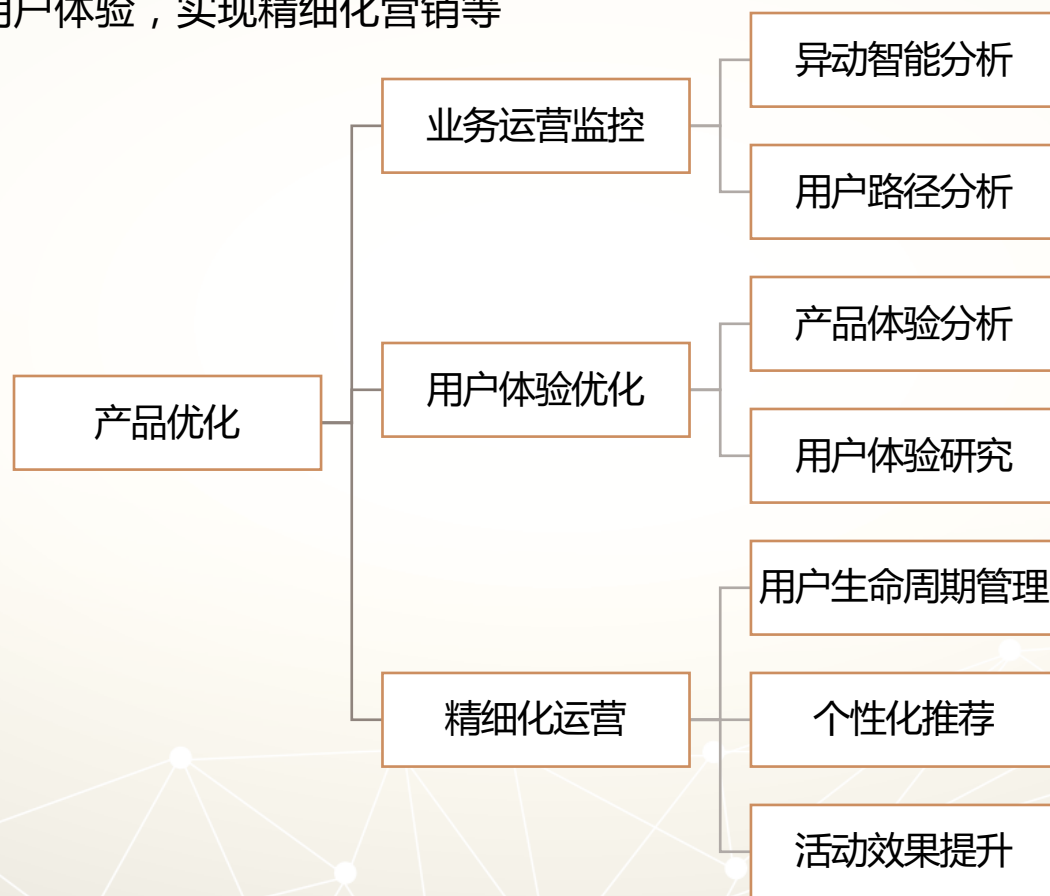 用户体验，实现精细化营销等
产品优化
业务运营监控
异动智能分析
用户路径分析
用户体验优化
产品体验分析
用户体验研究
精细化运营
用户生命周期管理
个性化推荐
活动效果提升